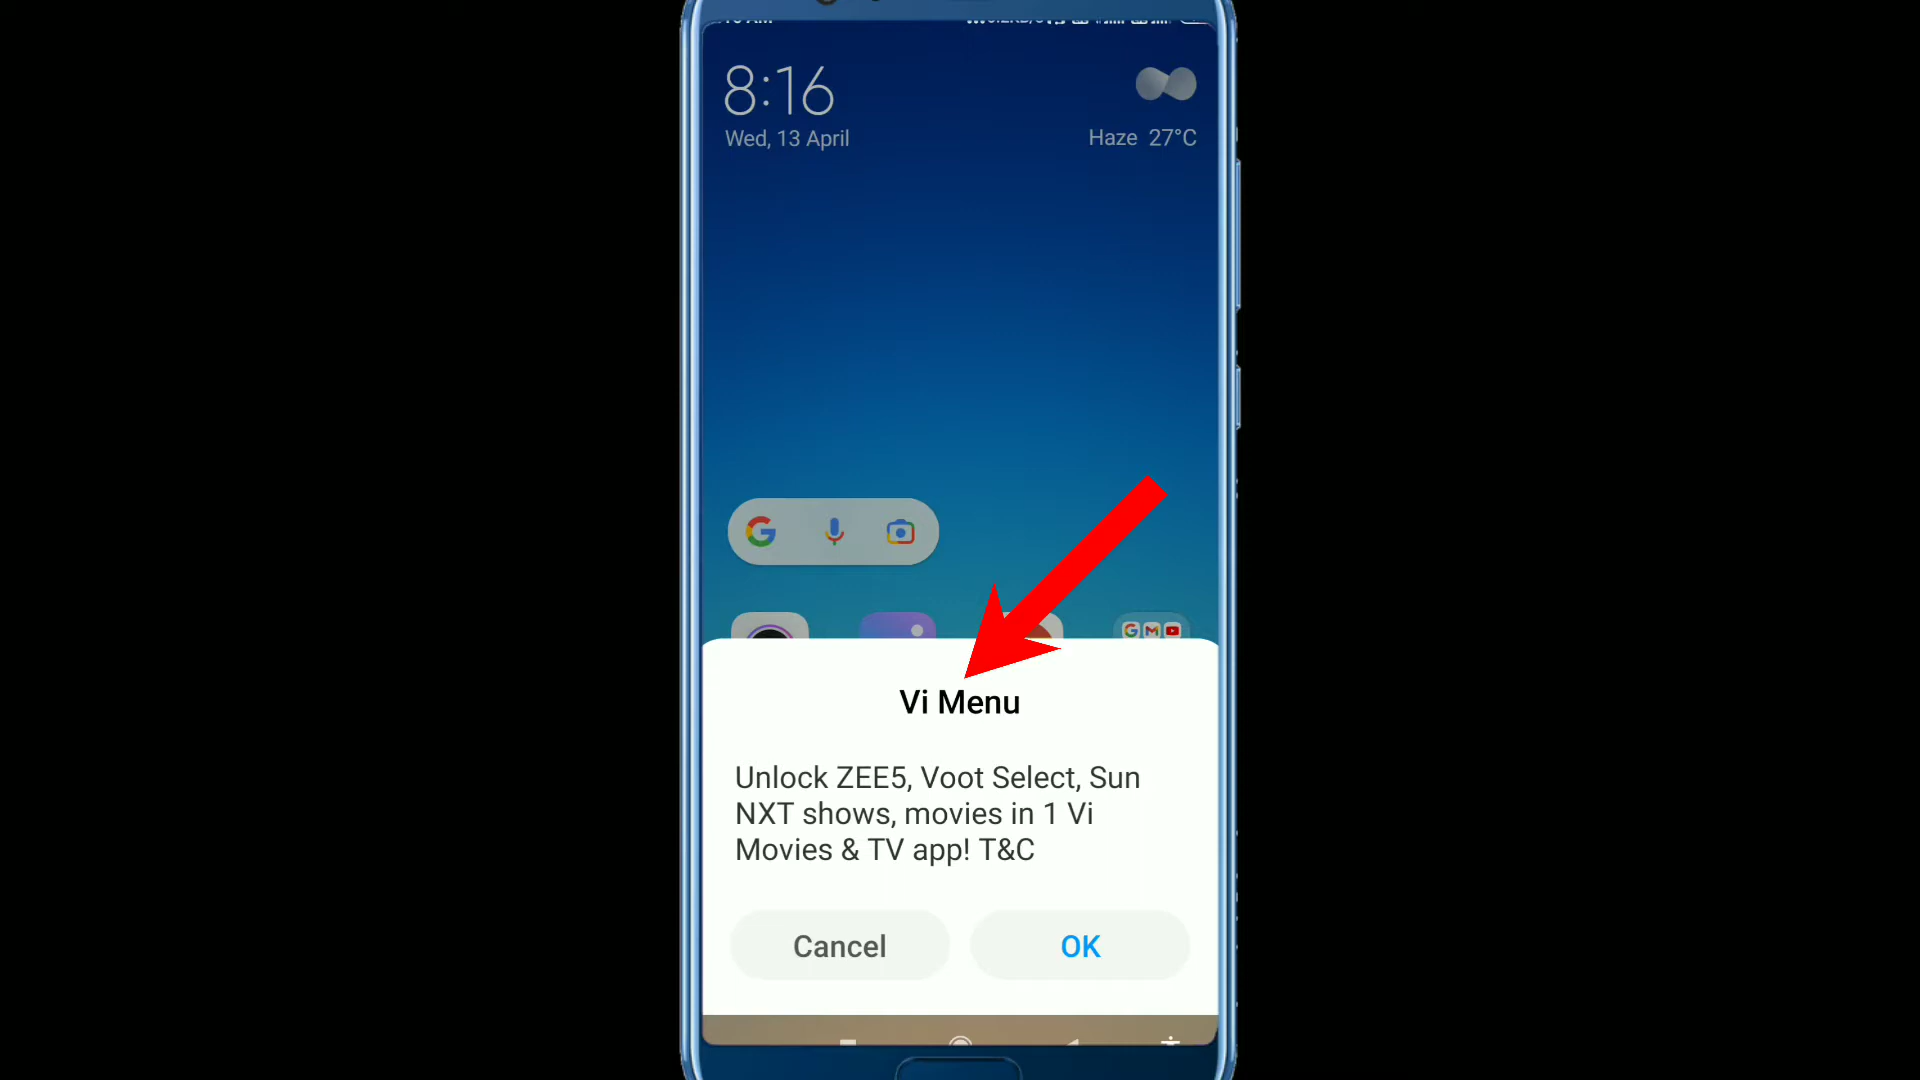 8:16
Wed, 13 April
Haze 27°C
Vi Menu
Unlock ZEE5, Voot Select, Sun
NXT shows, movies in 1 Vi
Movies & TV app! T&C
Cancel
OK